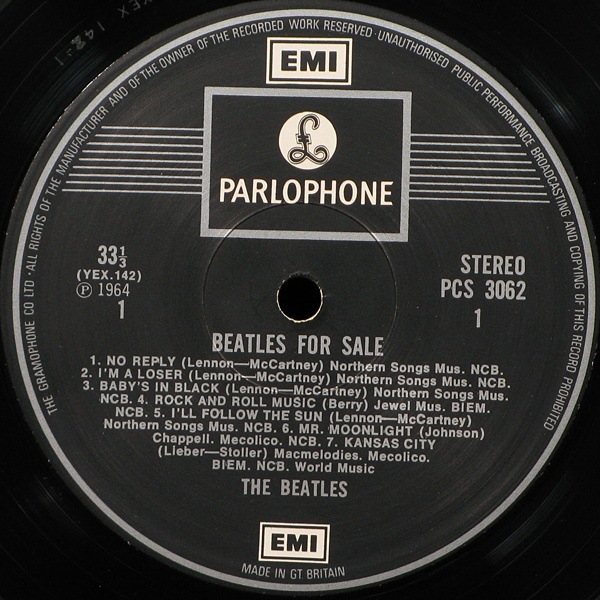 YEX 142-1
THE GRAMOPHONE CO LTD · ALL RIGHTS OF THE MANUFACTURER AND OF THE OWNER OF THE RECORDED WORK RESERVED · UNAUTHORISED PUBLIC PERFORMANCE BROADCASTING AND COPYING OF THIS RECORD PROHIBITED
EMI
£
PARLOPHONE
33⅓
(YEX.142)
℗ 1964
1
STEREO
PCS 3062
1
BEATLES FOR SALE
1. NO REPLY (Lennon—McCartney) Northern Songs Mus. NCB.
2. I'M A LOSER (Lennon—McCartney) Northern Songs Mus. NCB.
3. BABY'S IN BLACK (Lennon—McCartney) Northern Songs Mus.
NCB. 4. ROCK AND ROLL MUSIC (Berry) Jewel Mus. BIEM.
NCB. 5. I'LL FOLLOW THE SUN (Lennon—McCartney)
Northern Songs Mus. NCB. 6. MR. MOONLIGHT (Johnson)
Chappell. Mecolico. NCB. 7. KANSAS CITY
(Lieber—Stoller) Macmelodies. Mecolico.
BIEM. NCB. World Music
THE BEATLES
EMI
MADE IN GT BRITAIN